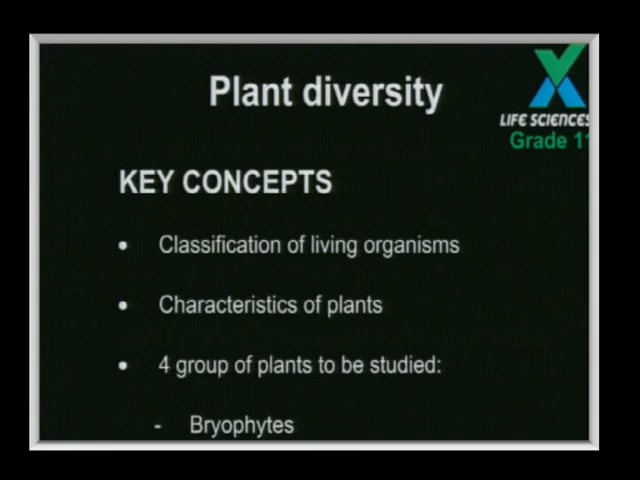 Plant diversity
LIFE SCIENCES
Grade 11
KEY CONCEPTS
• Classification of living organisms
• Characteristics of plants
• 4 group of plants to be studied:
- Bryophytes